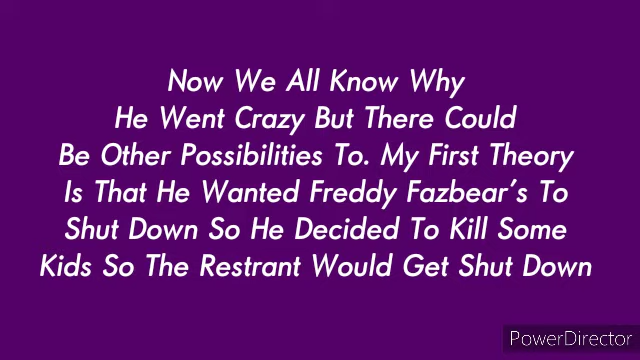 Now We All Know Why
He Went Crazy But There Could
Be Other Possibilities To. My First Theory
Is That He Wanted Freddy Fazbear's To
Shut Down So He Decided To Kill Some
Kids So The Restrant Would Get Shut Down
PowerDirector